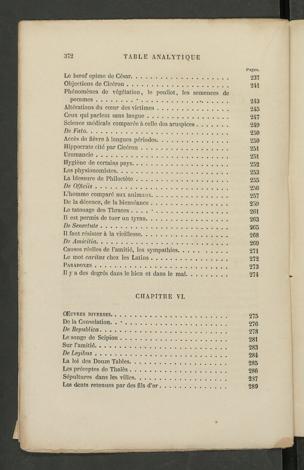 372 TABLE ANALYTIQUE
Pages.
Le bœuf opime de César. 237
Objections de Cicéron 241
Phénomènes de végétation, le pouliot, les semences de
pommes 243
Altérations du cœur des victimes 245
Ceux qui parlent sans langue 247
Science médicale comparée à celle des aruspices 249
De Fato. 250
Accès de fièvre à longues périodes. 250
Hippocrate cité par Cicéron 251
251
Hygiène de certains pays. 252
Les physionomistes. 253
La blessure de Philoctète. 255
De Officiis 256
L'homme comparé aux animaux. 257
De la décence, de la bienséance 250
Le tatouage des Thraces 261
Il est permis de tuer un tyran. 263
De Senectute 265
Il faut résister à la vieillesse. 268
De Amicitia. 269
Causes réelles de l'amitié, les sympathies. 271
Le mot caritas chez les Latins 272
PARADOXES 273
Il y a des degrés dans le bien et dans le mal. 274
CHAPITRE VI.
ŒUVRES DIVERSES. 275
De la Consolation. 276
De Republica 278
Le songe de Scipion 281
Sur l'amitié. 283
De Legibus 284
La loi des Douze Tables. 285
Les préceptes de Thalès 286
Sépultures dans les villes. 287
Les dents retenues par des fils d'or 289